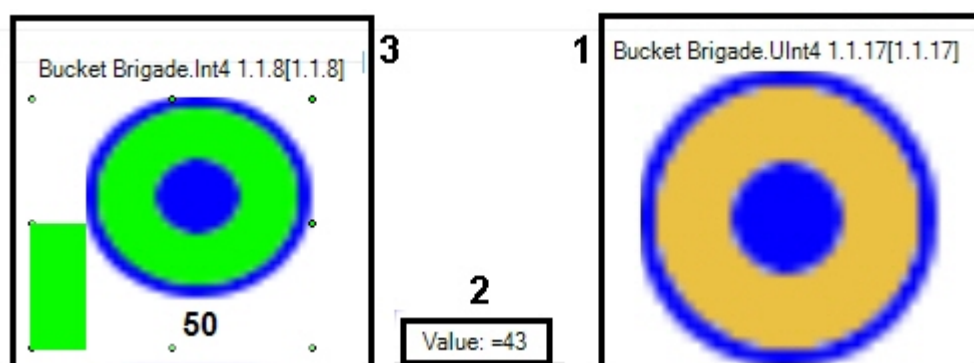 Bucket Brigade.Int4 1.1.8[1.1.8]
3
50
2
Value: =43
1
Bucket Brigade.UInt4 1.1.17[1.1.17]